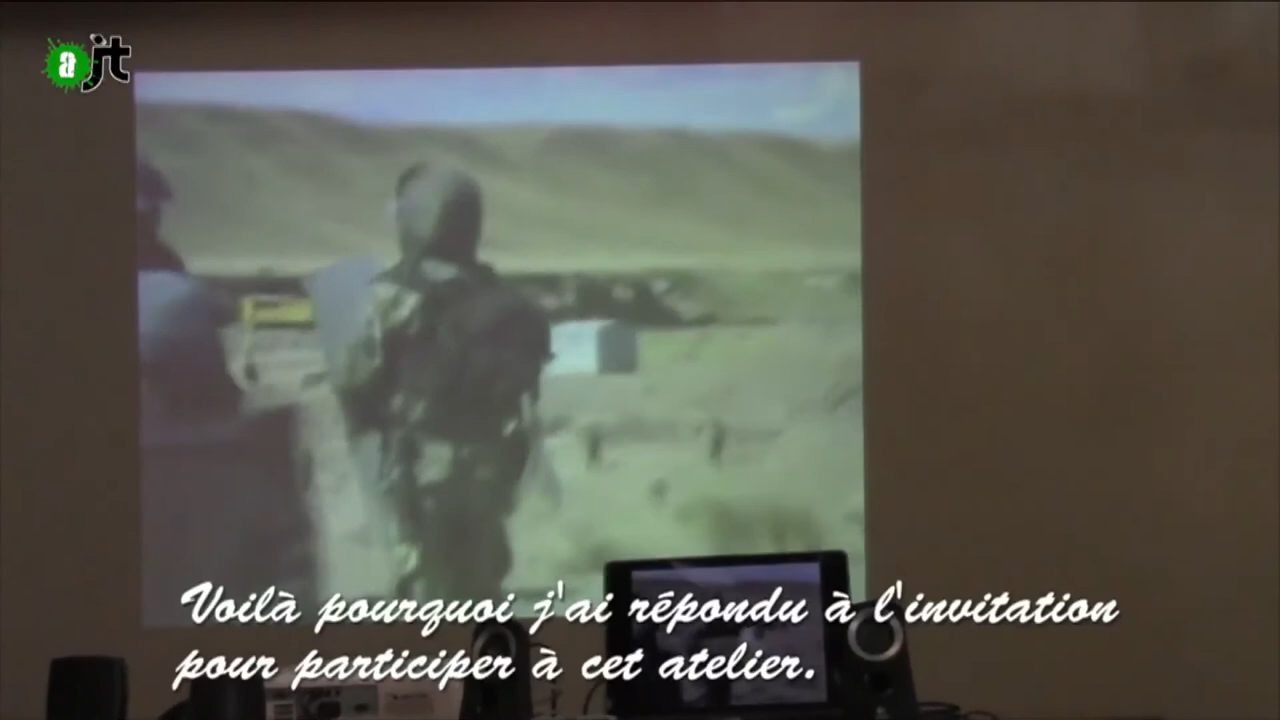 ajt
Voilà pourquoi j'ai répondu à l'invitation
pour participer à cet atelier.